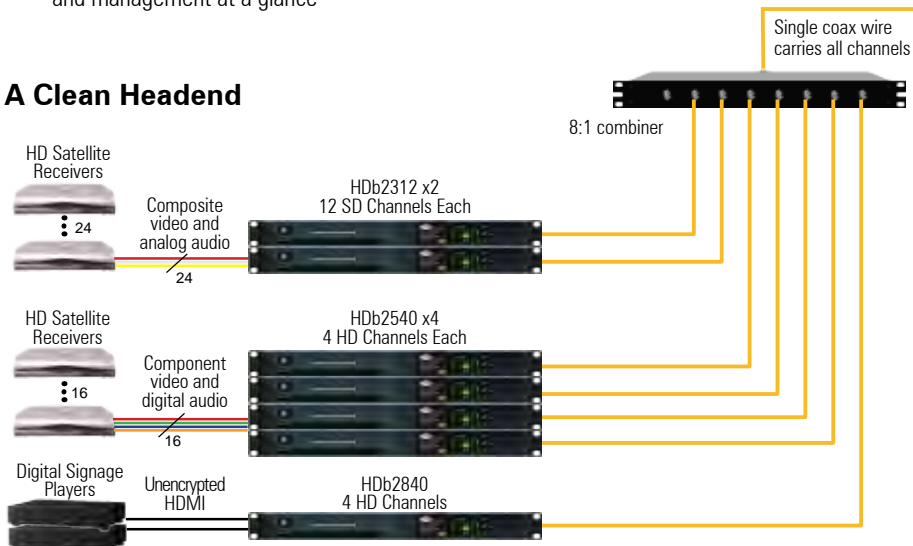 and management at a glance
Single coax wire
carries all channels
A Clean Headend
8:1 combiner
HD Satellite
Receivers
24
Composite
video and
analog audio
24
HDb2312 x2
12 SD Channels Each
HD Satellite
Receivers
16
Component
video and
digital audio
16
HDb2540 x4
4 HD Channels Each
Digital Signage
Players
Unencrypted
HDMI
HDb2840
4 HD Channels